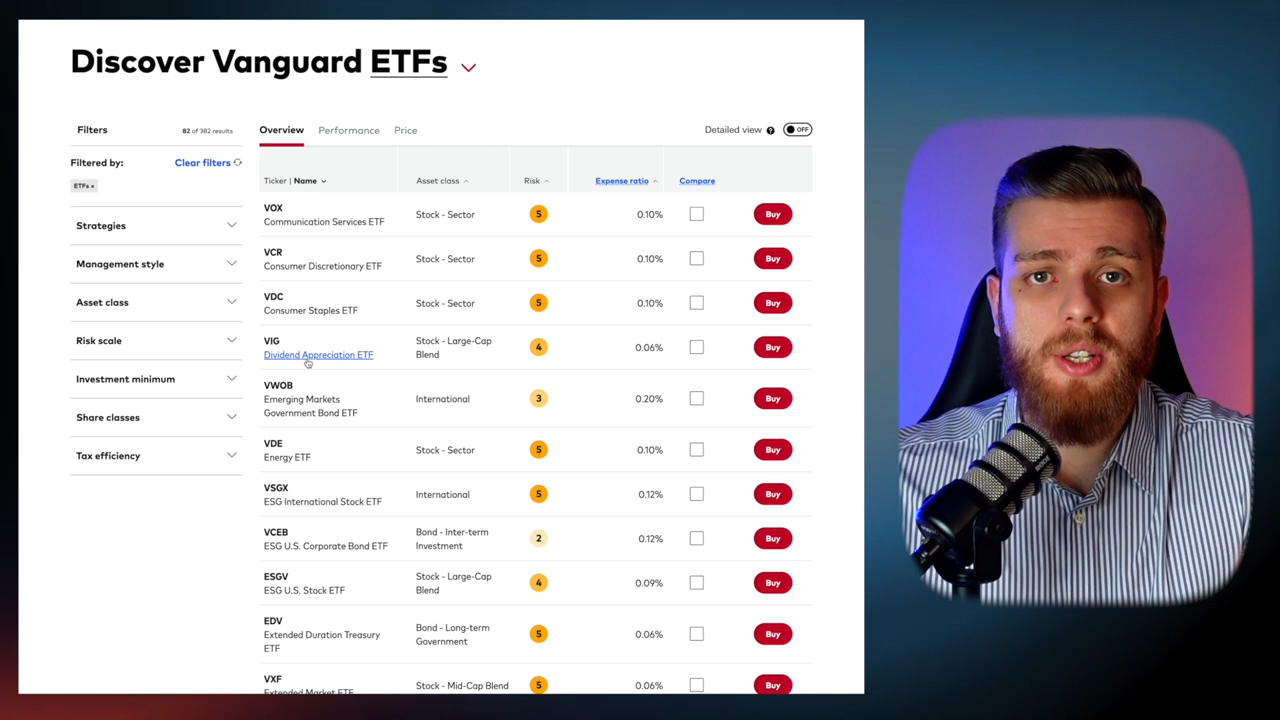 Discover Vanguard ETFs
Filters
82 of 382 results
Overview
Performance
Price
Detailed view
?
OFF
Filtered by:
Clear filters
ETFs ×
Strategies
Management style
Asset class
Risk scale
Investment minimum
Share classes
Tax efficiency
Ticker | Name
Asset class
Risk
Expense ratio
Compare
VOX
Communication Services ETF
Stock - Sector
5
0.10%
Buy
VCR
Consumer Discretionary ETF
Stock - Sector
5
0.10%
Buy
VDC
Consumer Staples ETF
Stock - Sector
5
0.10%
Buy
VIG
Dividend Appreciation ETF
Stock - Large-Cap
Blend
4
0.06%
Buy
VWOB
Emerging Markets
Government Bond ETF
International
3
0.20%
Buy
VDE
Energy ETF
Stock - Sector
5
0.10%
Buy
VSGX
ESG International Stock ETF
International
5
0.12%
Buy
VCEB
ESG U.S. Corporate Bond ETF
Bond - Inter-term
Investment
2
0.12%
Buy
ESGV
ESG U.S. Stock ETF
Stock - Large-Cap
Blend
4
0.09%
Buy
EDV
Extended Duration Treasury
ETF
Bond - Long-term
Government
5
0.06%
Buy
VXF
Extended Market ETF
Stock - Mid-Cap Blend
5
0.06%
Buy